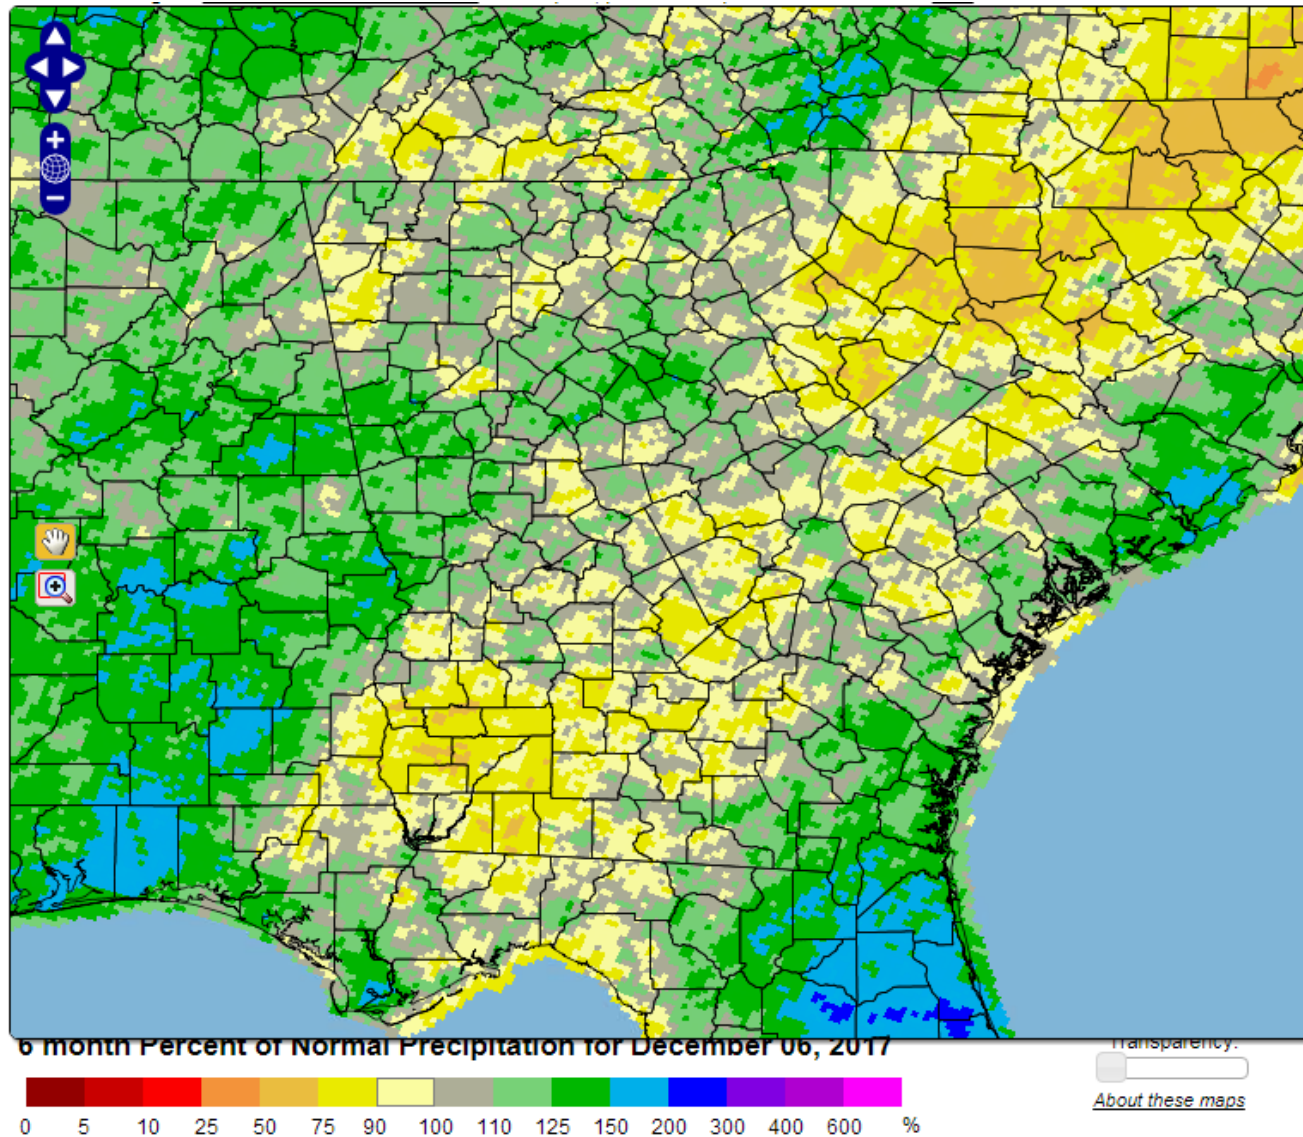 6 month Percent of Normal Precipitation for December 06, 2017
Transparency:
About these maps
0 5 10 25 50 75 90 100 110 125 150 200 300 400 600 %